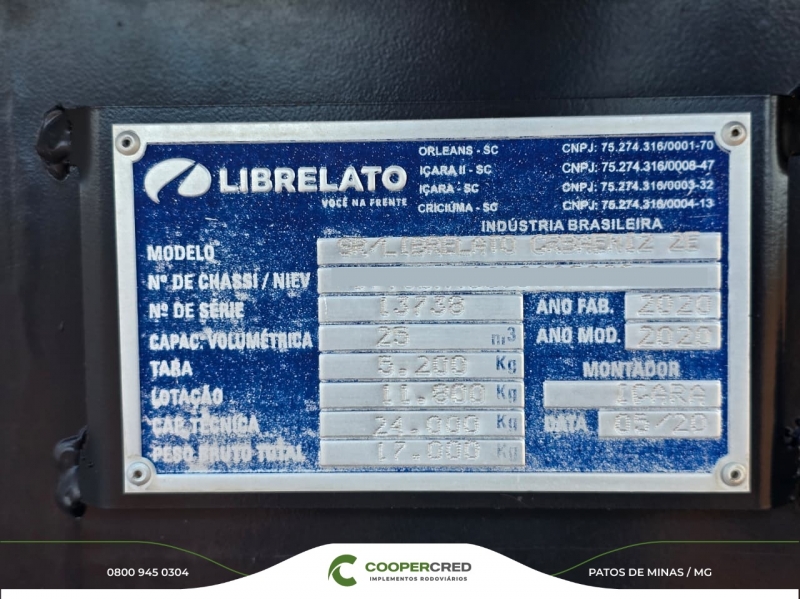 LIBRELATO
VOCÊ NA FRENTE
ORLEANS - SC CNPJ: 75.274.316/0001-70
IÇARA II - SC CNPJ: 75.274.316/0008-47
IÇARA - SC CNPJ: 75.274.316/0003-32
CRICIÚMA - SC CNPJ: 75.274.316/0004-13
INDÚSTRIA BRASILEIRA
MODELO SR/LIBRELATO
Nº DE CHASSI / NIEV
Nº DE SÉRIE 13738 ANO FAB. 2020
CAPAC. VOLUMÉTRICA 25 m³ ANO MOD. 2020
TARA 5.200 Kg MONTADOR
LOTAÇÃO 11.800 Kg IÇARA
CAP. TÉCNICA 24.000 Kg DATA 05/20
PESO BRUTO TOTAL 17.000 Kg
0800 945 0304
COOPERCRED
IMPLEMENTOS RODOVIÁRIOS
PATOS DE MINAS / MG